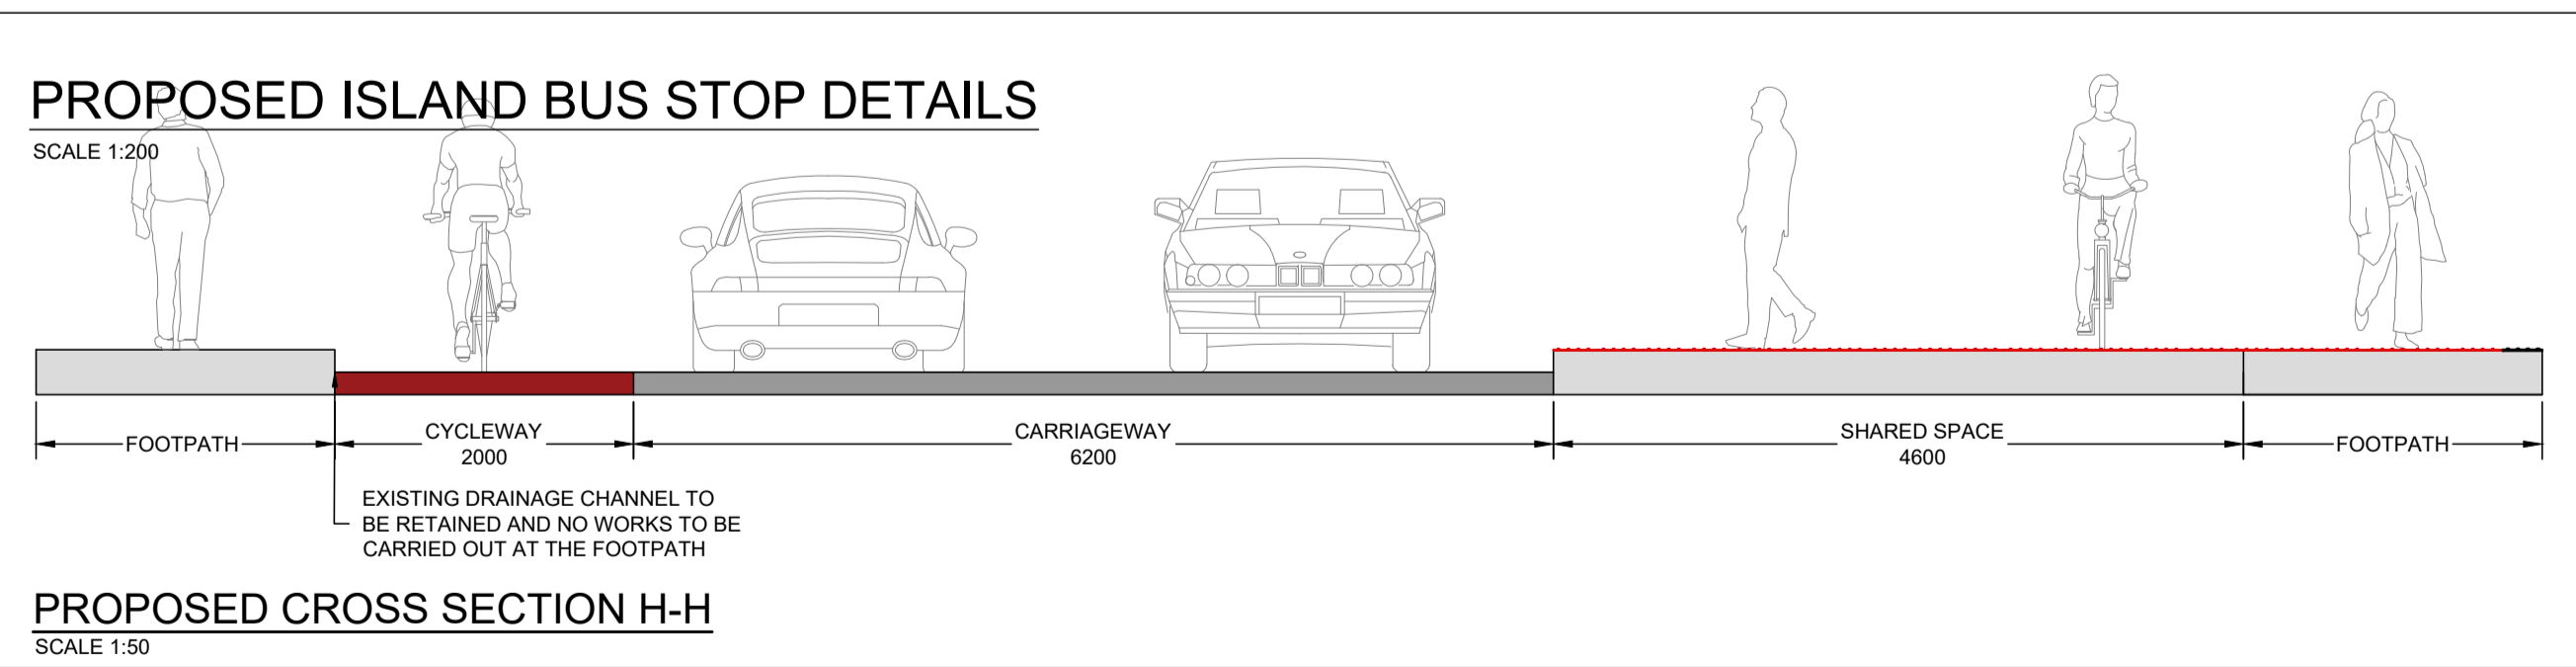 PROPOSED ISLAND BUS STOP DETAILS
SCALE 1:200
FOOTPATH
CYCLEWAY
2000
CARRIAGEWAY
6200
SHARED SPACE
4600
FOOTPATH
EXISTING DRAINAGE CHANNEL TO
BE RETAINED AND NO WORKS TO BE
CARRIED OUT AT THE FOOTPATH
PROPOSED CROSS SECTION H-H
SCALE 1:50